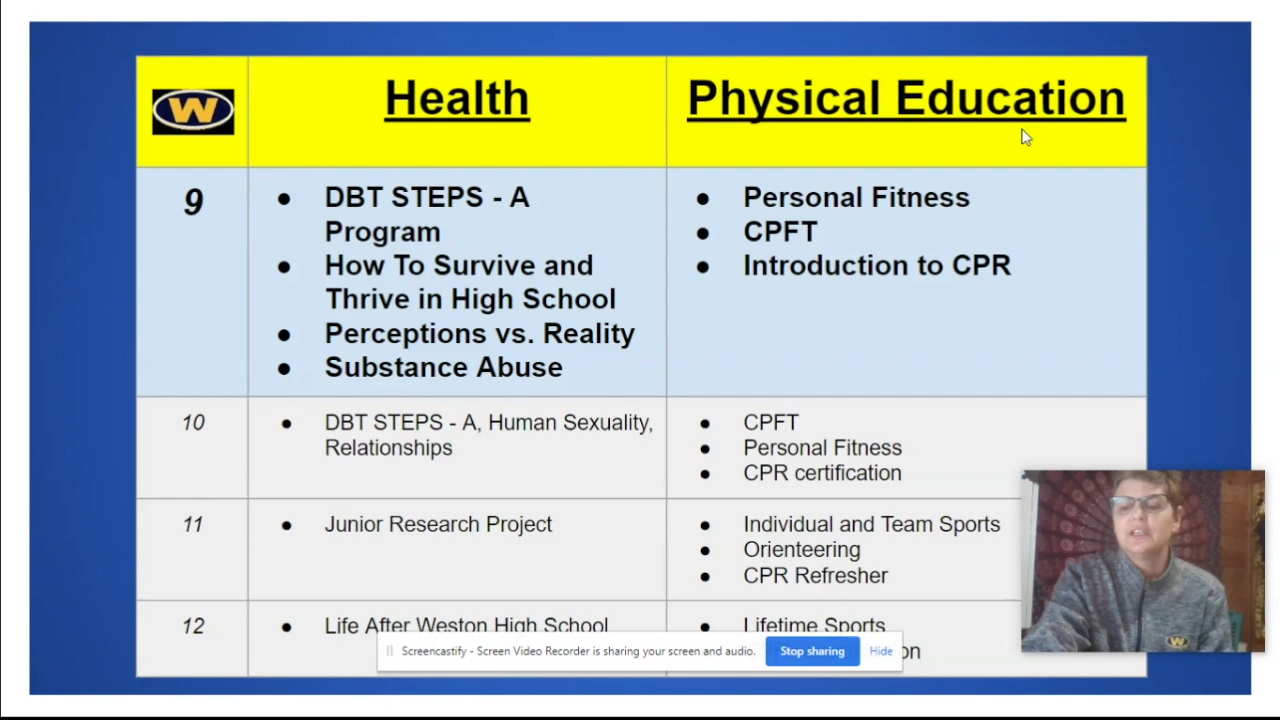 W
Health
Physical Education
9
● DBT STEPS - A
Program
● How To Survive and
Thrive in High School
● Perceptions vs. Reality
● Substance Abuse
● Personal Fitness
● CPFT
● Introduction to CPR
10
● DBT STEPS - A, Human Sexuality,
Relationships
● CPFT
● Personal Fitness
● CPR certification
11
● Junior Research Project
● Individual and Team Sports
● Orienteering
● CPR Refresher
12
● Life After Weston High School
● Lifetime Sports
Screencastify - Screen Video Recorder is sharing your screen and audio.
Stop sharing
Hide
W